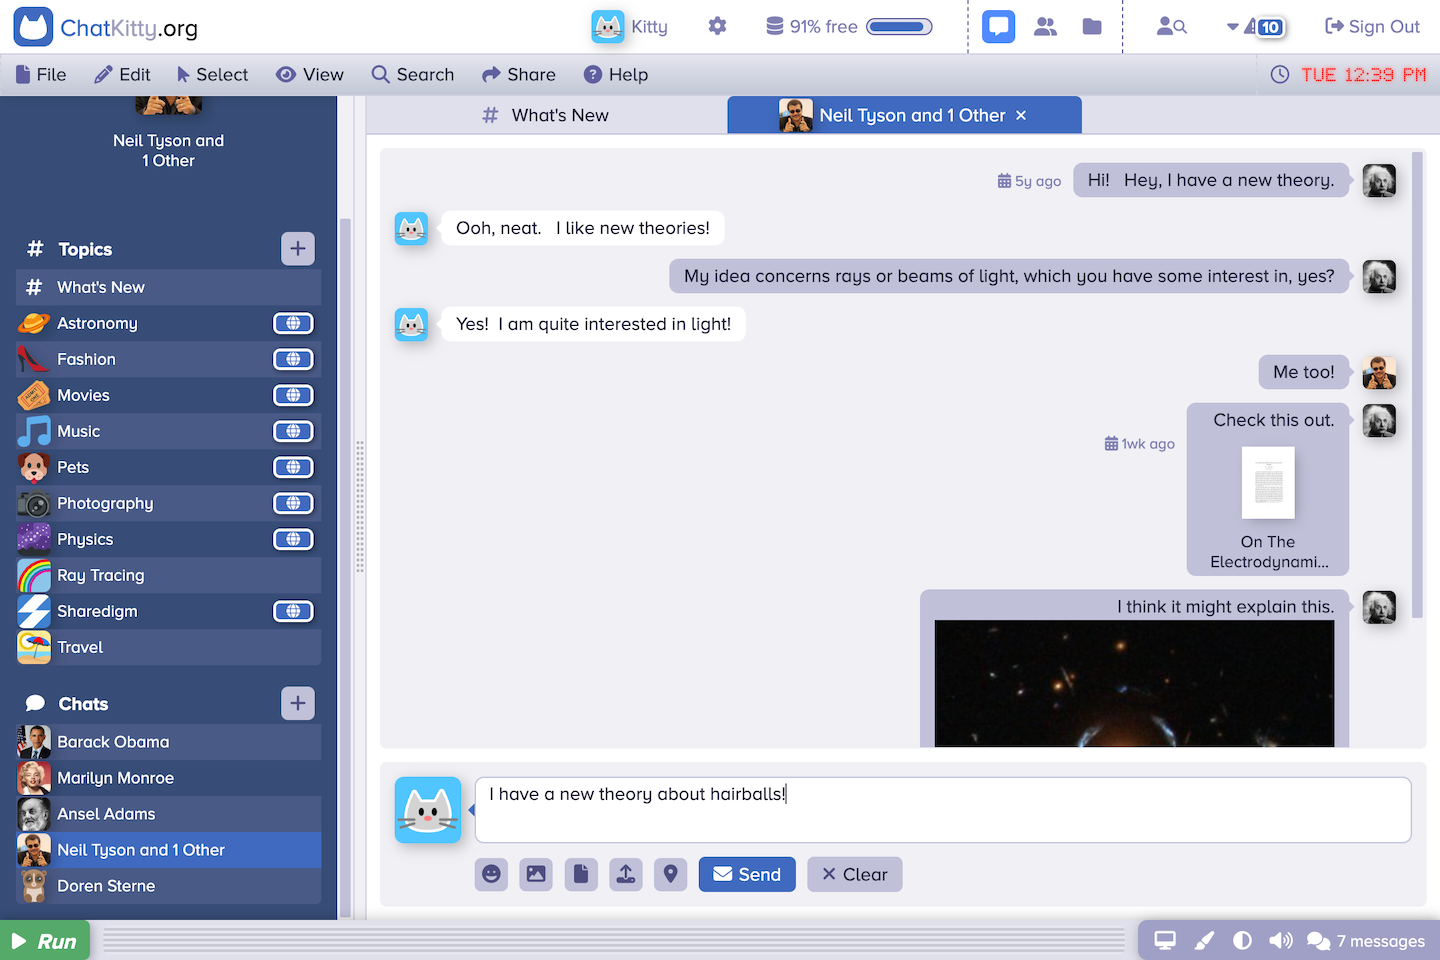 ChatKitty.org
Kitty
91% free
10
Sign Out
File
Edit
Select
View
Search
Share
Help
TUE 12:39 PM
Neil Tyson and
1 Other
Topics
What's New
Astronomy
Fashion
Movies
Music
Pets
Photography
Physics
Ray Tracing
Sharedigm
Travel
Chats
Barack Obama
Marilyn Monroe
Ansel Adams
Neil Tyson and 1 Other
Doren Sterne
What's New
Neil Tyson and 1 Other
5y ago
Hi! Hey, I have a new theory.
Ooh, neat. I like new theories!
My idea concerns rays or beams of light, which you have some interest in, yes?
Yes! I am quite interested in light!
Me too!
Check this out.
1wk ago
On The
Electrodynami...
I think it might explain this.
I have a new theory about hairballs!
Send
Clear
Run
7 messages